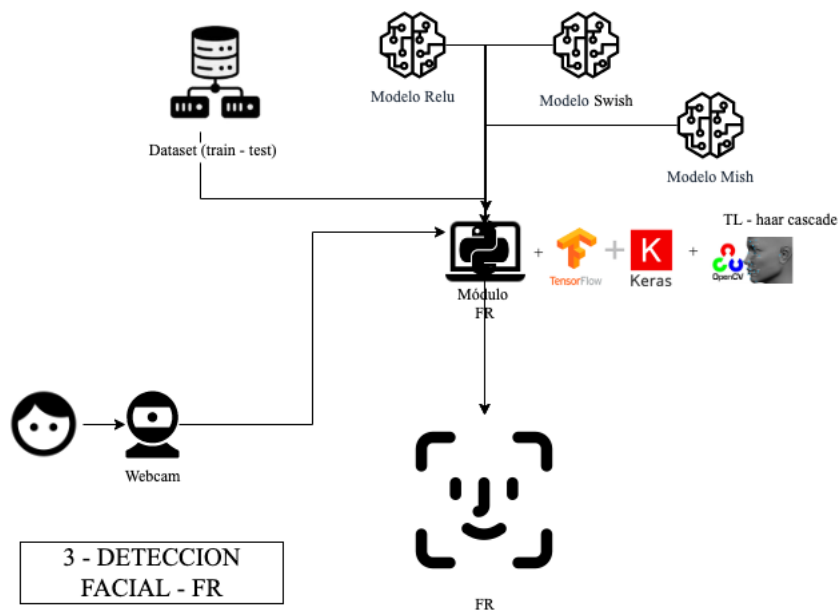 Modelo Relu
Modelo Swish
Dataset (train - test)
Modelo Mish
TL - haar cascade
+
TensorFlow
+
K
Keras
+
OpenCV
Módulo
FR
Webcam
3 - DETECCION
FACIAL - FR
FR